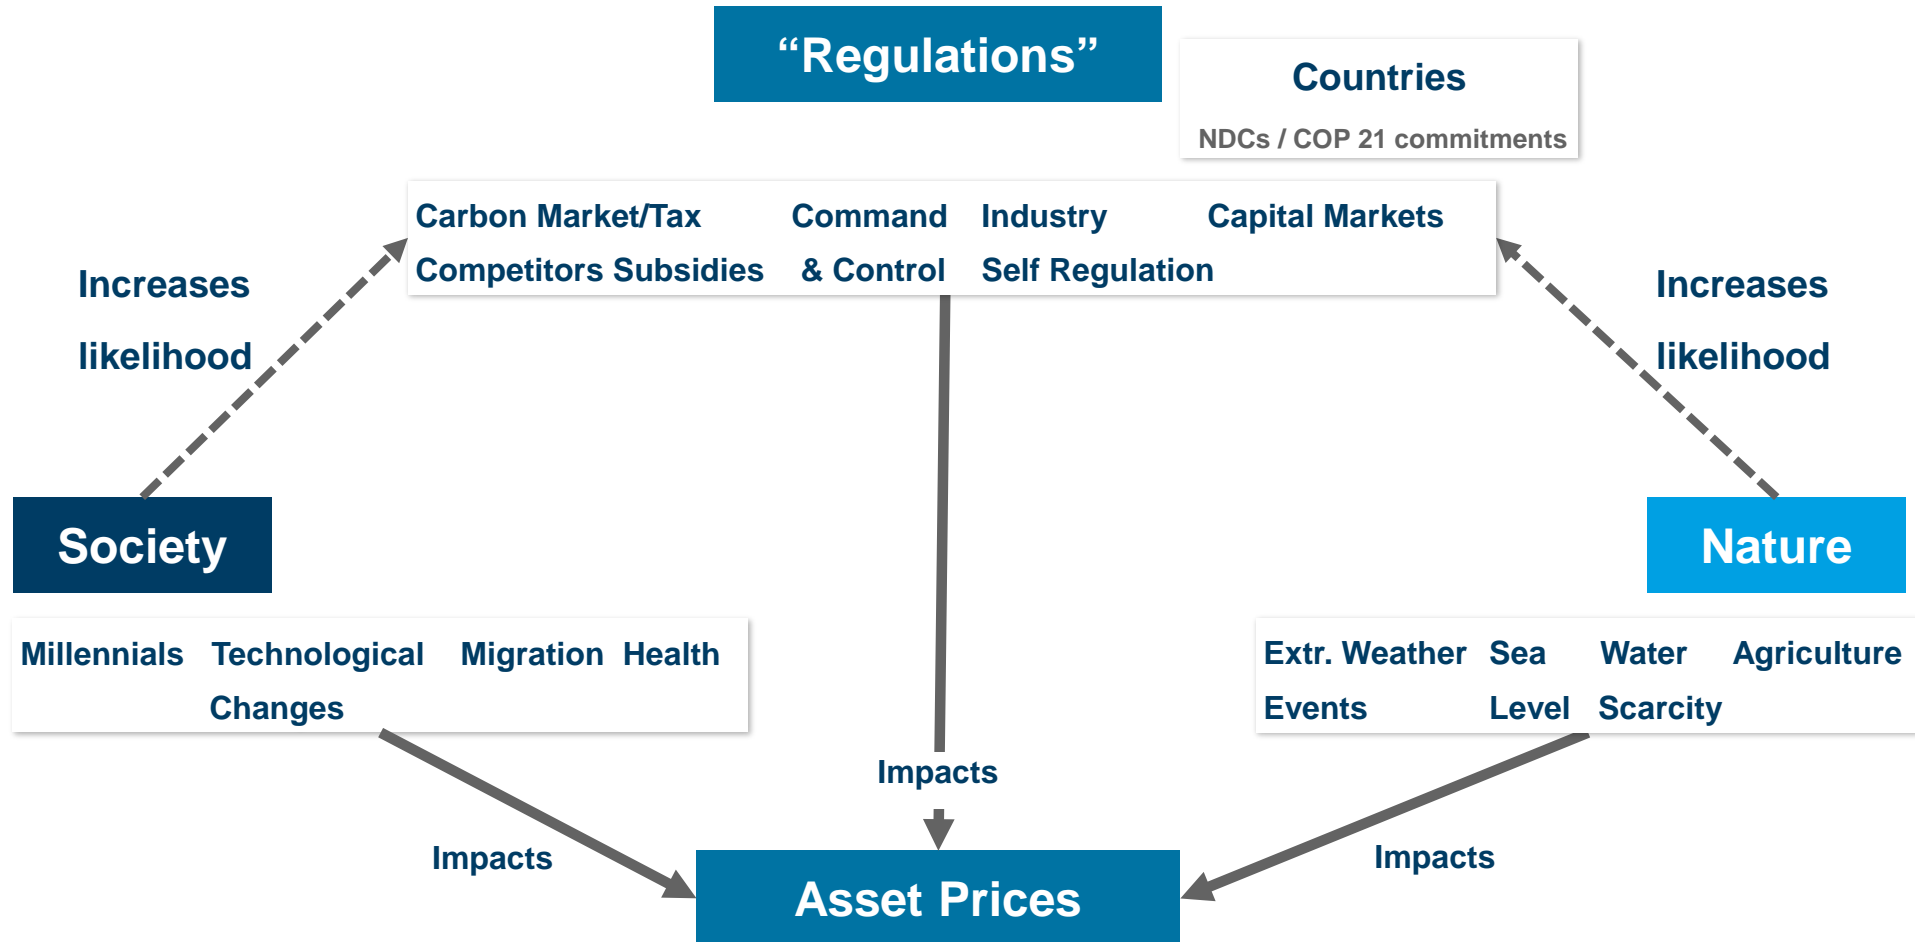 “Regulations”
Countries
NDCs / COP 21 commitments
Carbon Market/Tax Command Industry Capital Markets
Competitors Subsidies & Control Self Regulation
Increases
likelihood
Increases
likelihood
Society
Nature
Millennials Technological Migration Health
Changes
Extr. Weather Sea Water Agriculture
Events Level Scarcity
Impacts
Impacts
Impacts
Asset Prices